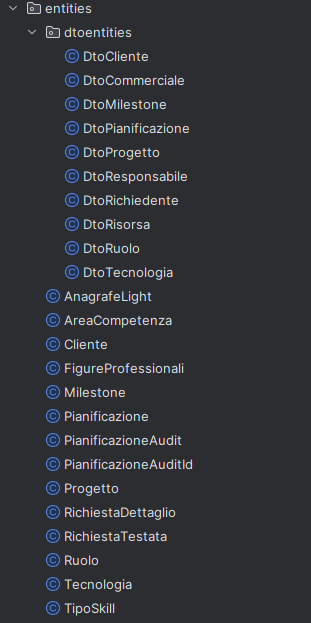 entities
dtoentities
DtoCliente
DtoCommerciale
DtoMilestone
DtoPianificazione
DtoProgetto
DtoResponsabile
DtoRichiedente
DtoRisorsa
DtoRuolo
DtoTecnologia
AnagrafeLight
AreaCompetenza
Cliente
FigureProfessionali
Milestone
Pianificazione
PianificazioneAudit
PianificazioneAuditId
Progetto
RichiestaDettaglio
RichiestaTestata
Ruolo
Tecnologia
TipoSkill